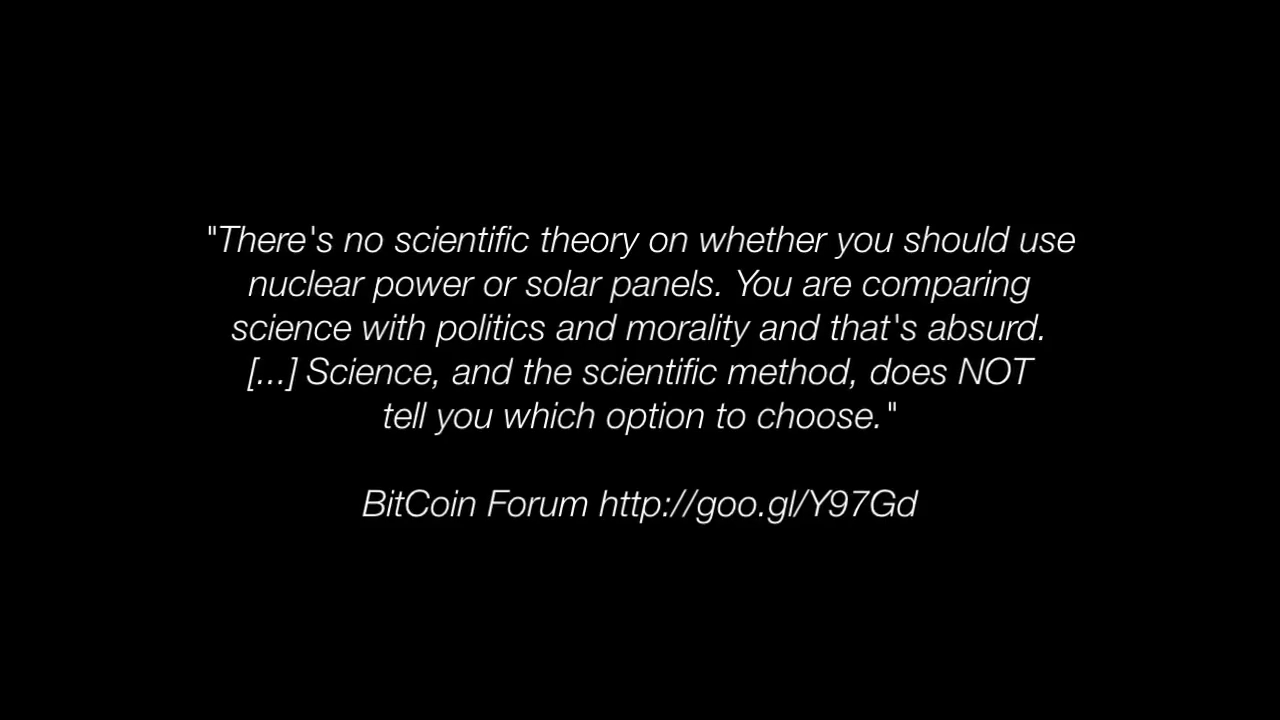 "There's no scientific theory on whether you should use
nuclear power or solar panels. You are comparing
science with politics and morality and that's absurd.
[...] Science, and the scientific method, does NOT
tell you which option to choose."
BitCoin Forum http://goo.gl/Y97Gd